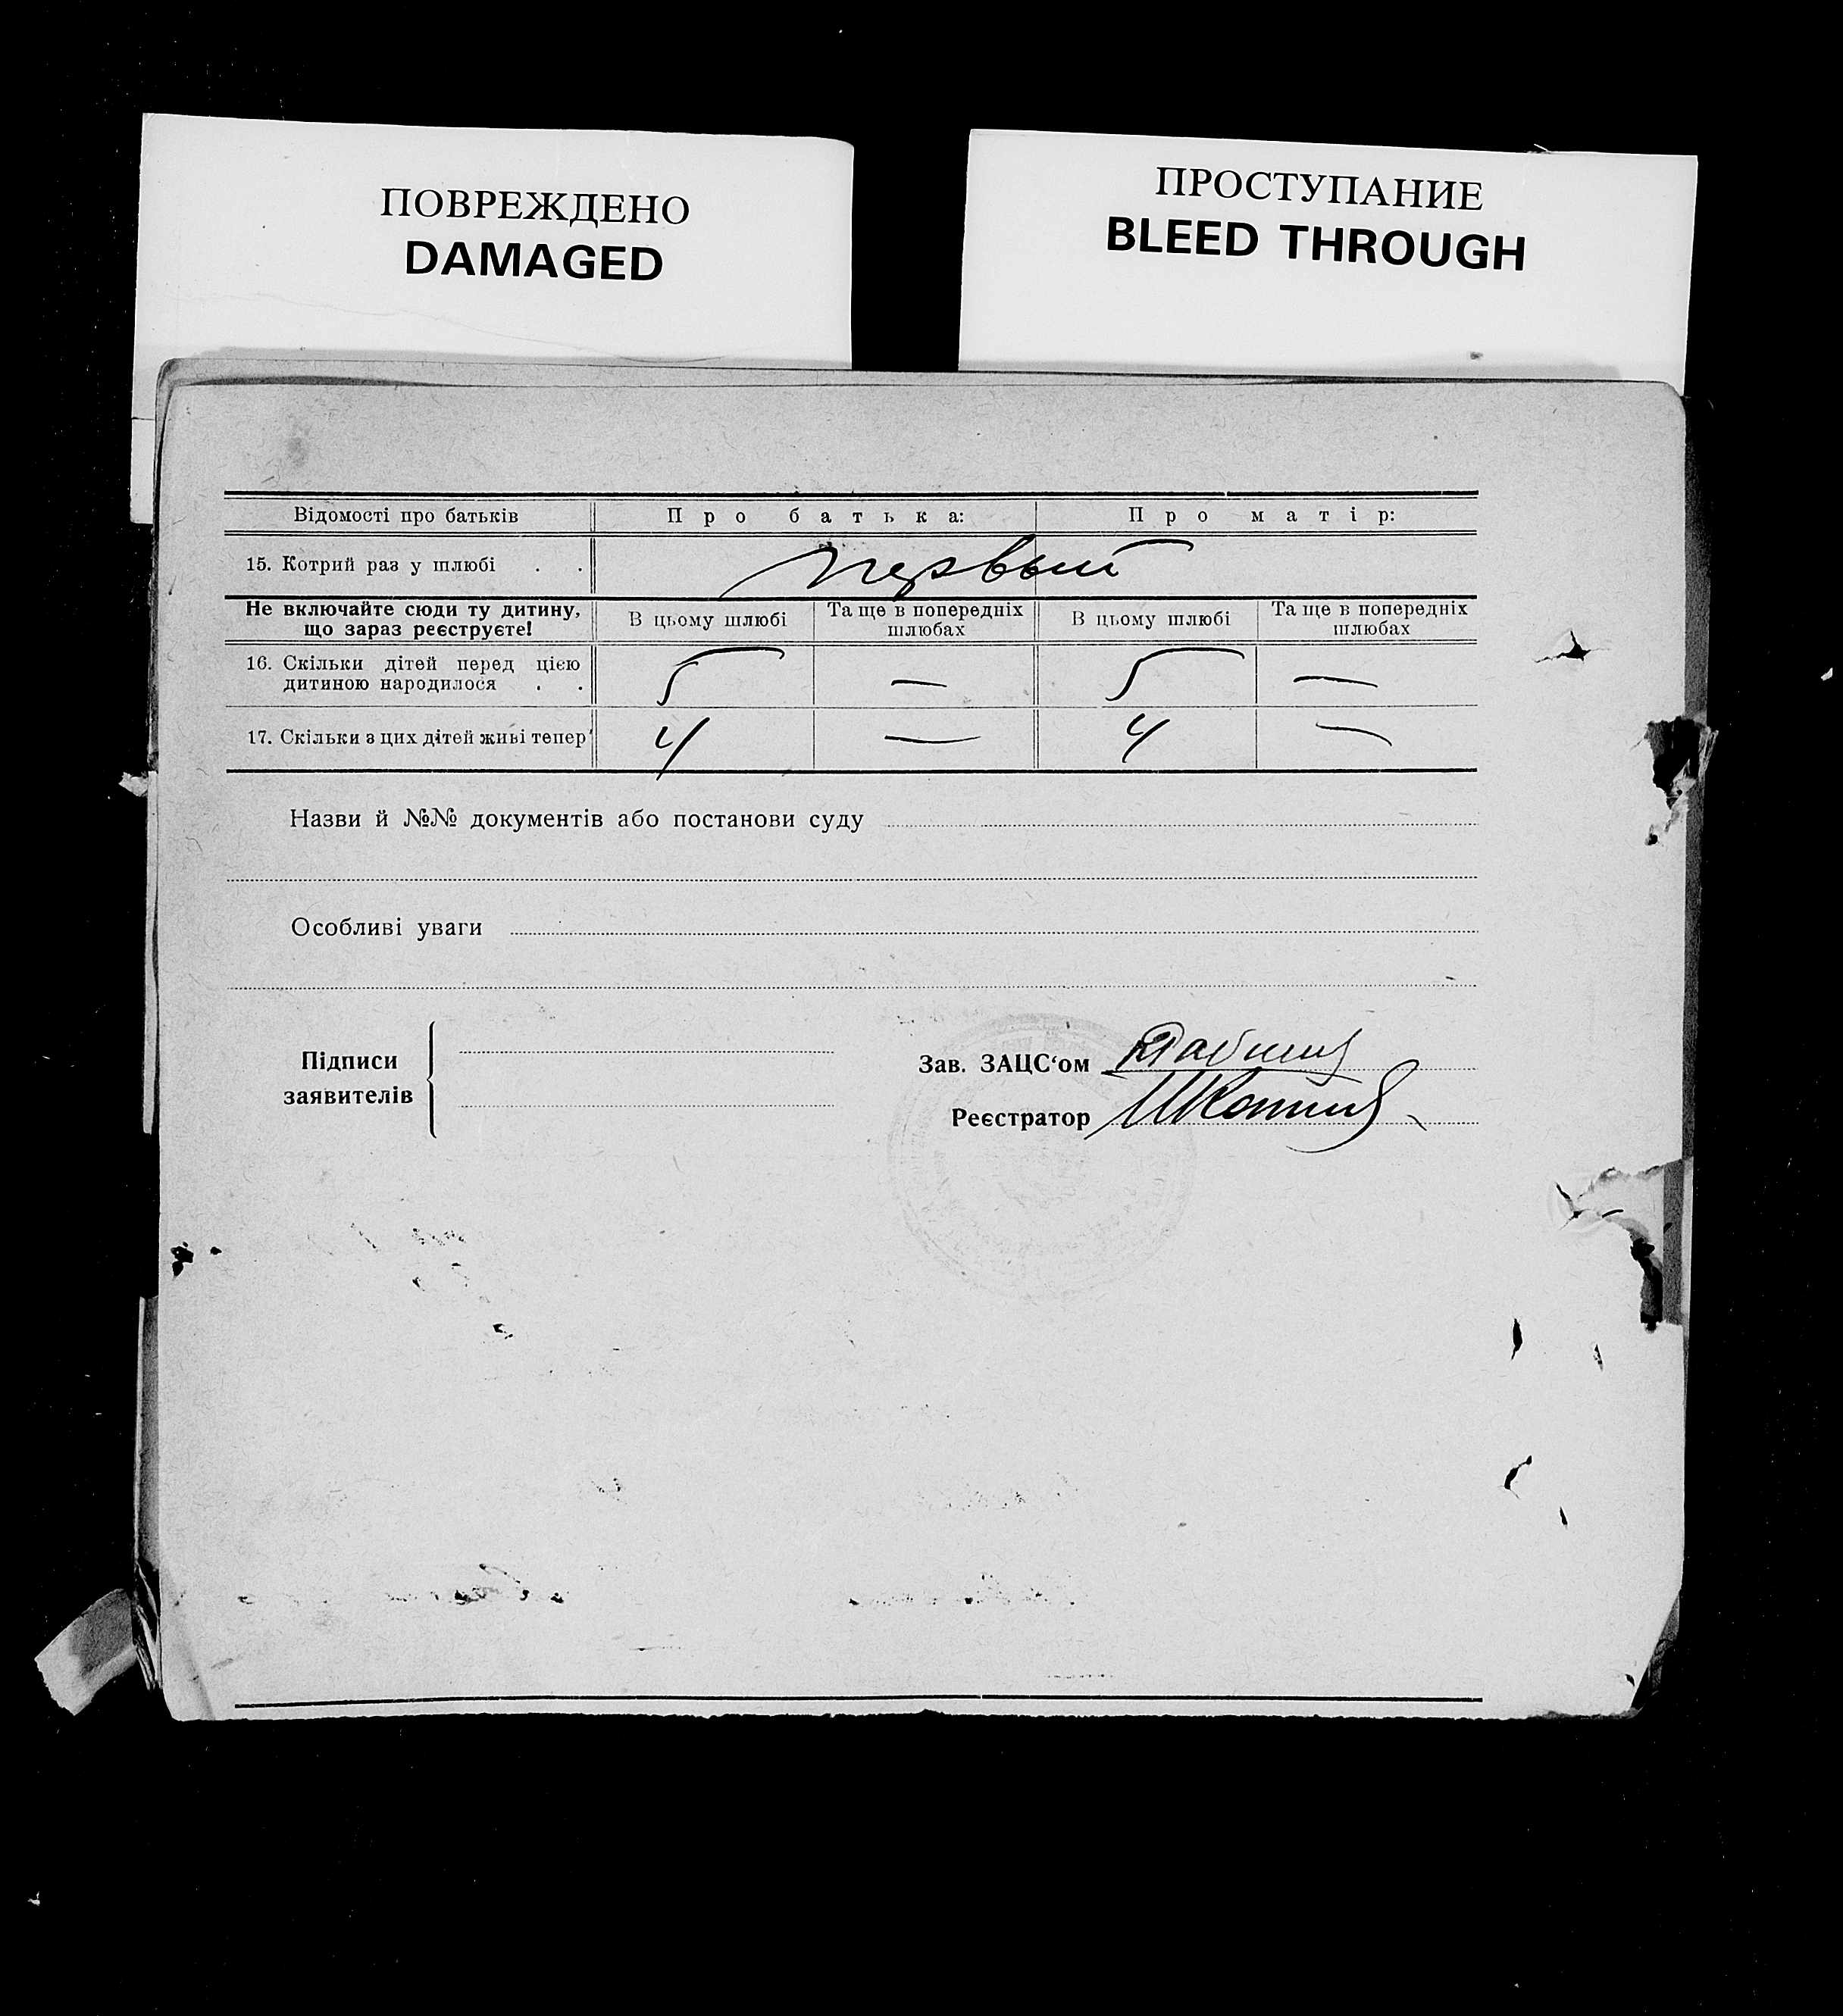 ПОВРЕЖДЕНО
DAMAGED
ПРОСТУПАНИЕ
BLEED THROUGH
Відомості про батьків Про батька: Про матір:
15. Котрий раз у шлюбі . . первый
Не включайте сюди ту дитину, що зараз реєструєте! В цьому шлюбі Та ще в попередніх шлюбах В цьому шлюбі Та ще в попередніх шлюбах
16. Скільки дітей перед цією дитиною народилося . . 5 — 5 —
17. Скільки з цих дітей живі тепер 4 — 4 —
Назви й №№ документів або постанови суду
Особливі уваги
Підписи заявителів
Зав. ЗАЦС‘ом
Реєстратор